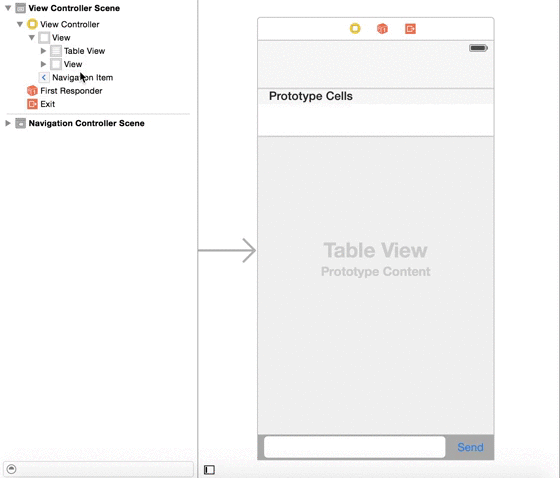 View Controller Scene
View Controller
View
Table View
View
Navigation Item
First Responder
Exit
Navigation Controller Scene
Prototype Cells
Table View
Prototype Content
Send